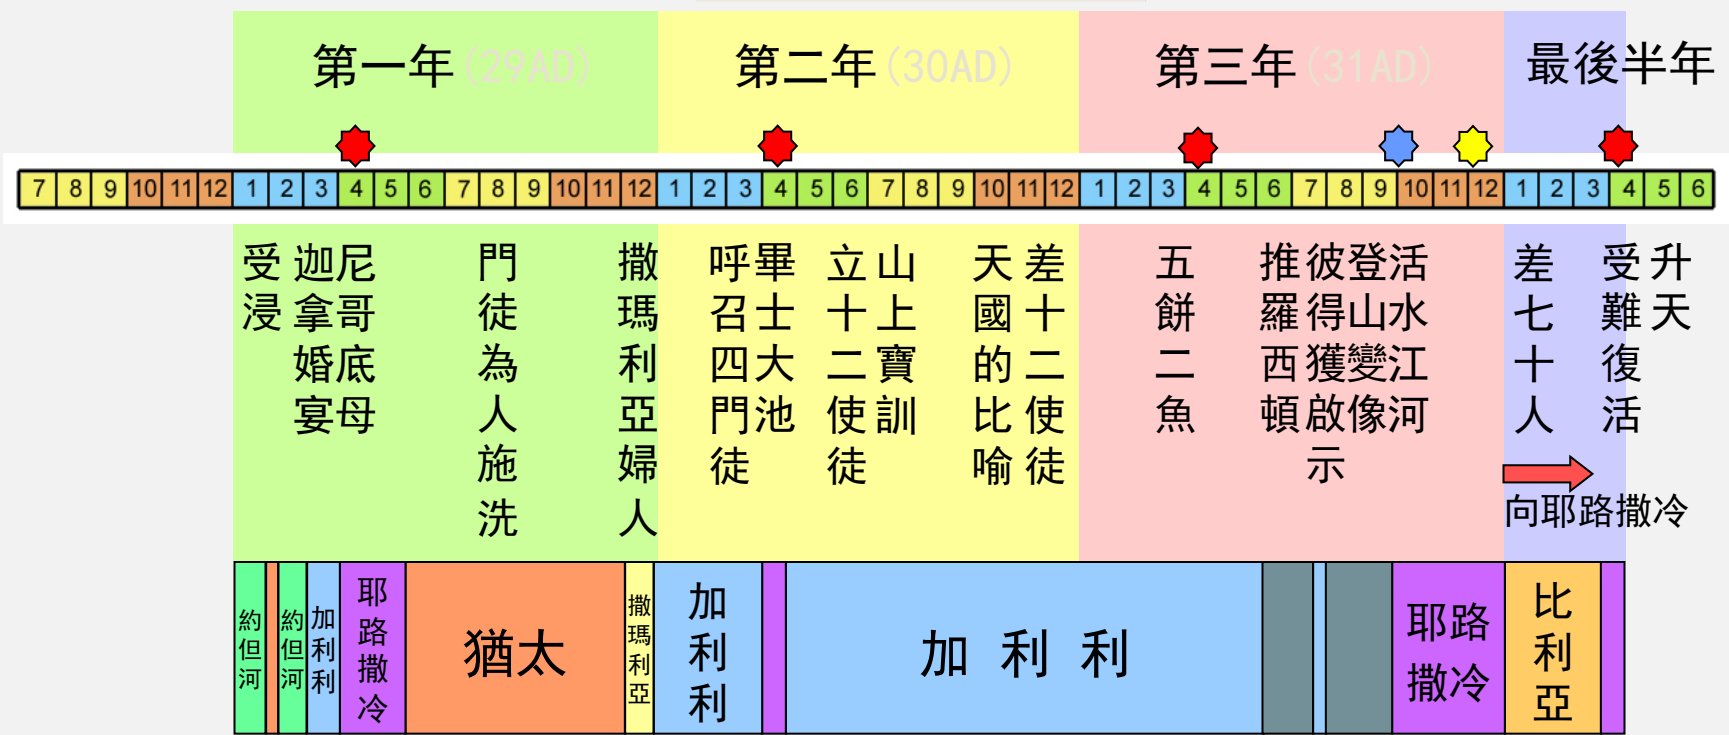 第一年(29AD)
第二年(30AD)
第三年(31AD)
最後半年
7 8 9 10 11 12 1 2 3 4 5 6 7 8 9 10 11 12 1 2 3 4 5 6 7 8 9 10 11 12 1 2 3 4 5 6 7 8 9 10 11 12 1 2 3 4 5 6
受浸
迦拿婚宴
尼哥底母
門徒為人施洗
撒瑪利亞婦人
呼召四門徒
畢士大池
立十二使徒
山上寶訓
天國的比喻
差十二使徒
五餅二魚
推羅西頓
彼得獲啟示
登山變像
活水江河
差七十人
受難復活
升天
向耶路撒冷
約但河
約但河
加利利
耶路撒冷
猶太
撒瑪利亞
加利利
加利利
耶路
撒冷
比利亞